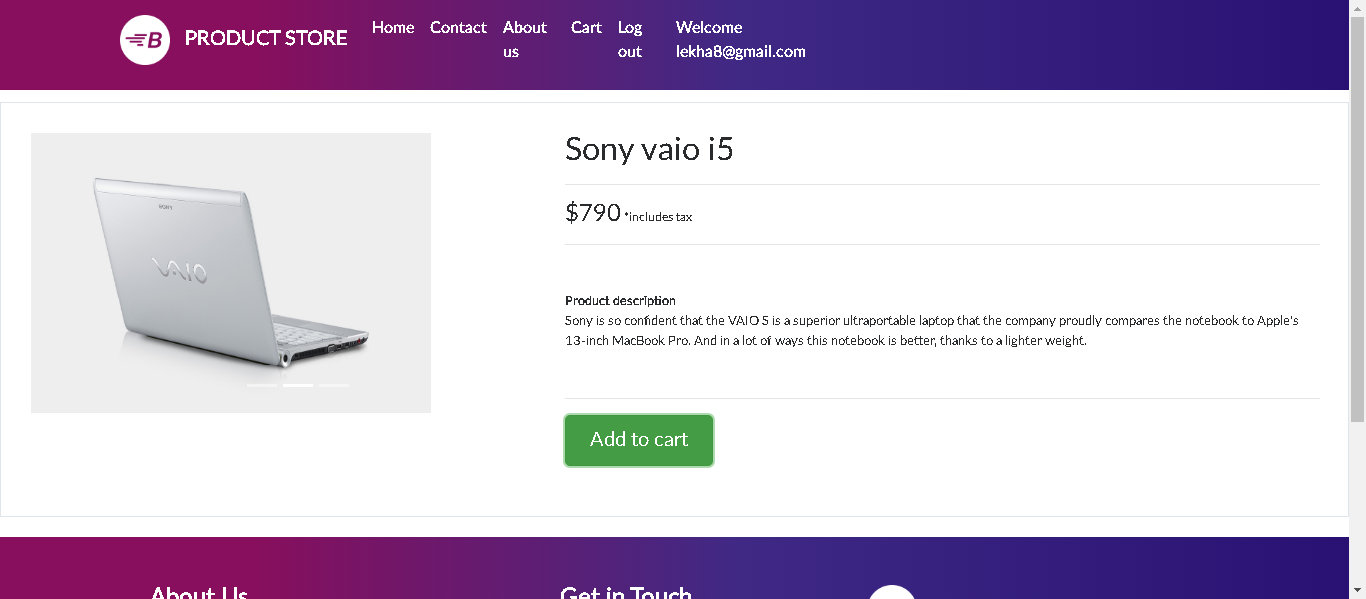 B PRODUCT STORE Home Contact About us Cart Log out Welcome lekha8@gmail.com
Sony vaio i5
$790 *includes tax
SONY
VAIO
Product description
Sony is so confident that the VAIO S is a superior ultraportable laptop that the company proudly compares the notebook to Apple's
13-inch MacBook Pro. And in a lot of ways this notebook is better, thanks to a lighter weight.
Add to cart
About Us Get in Touch